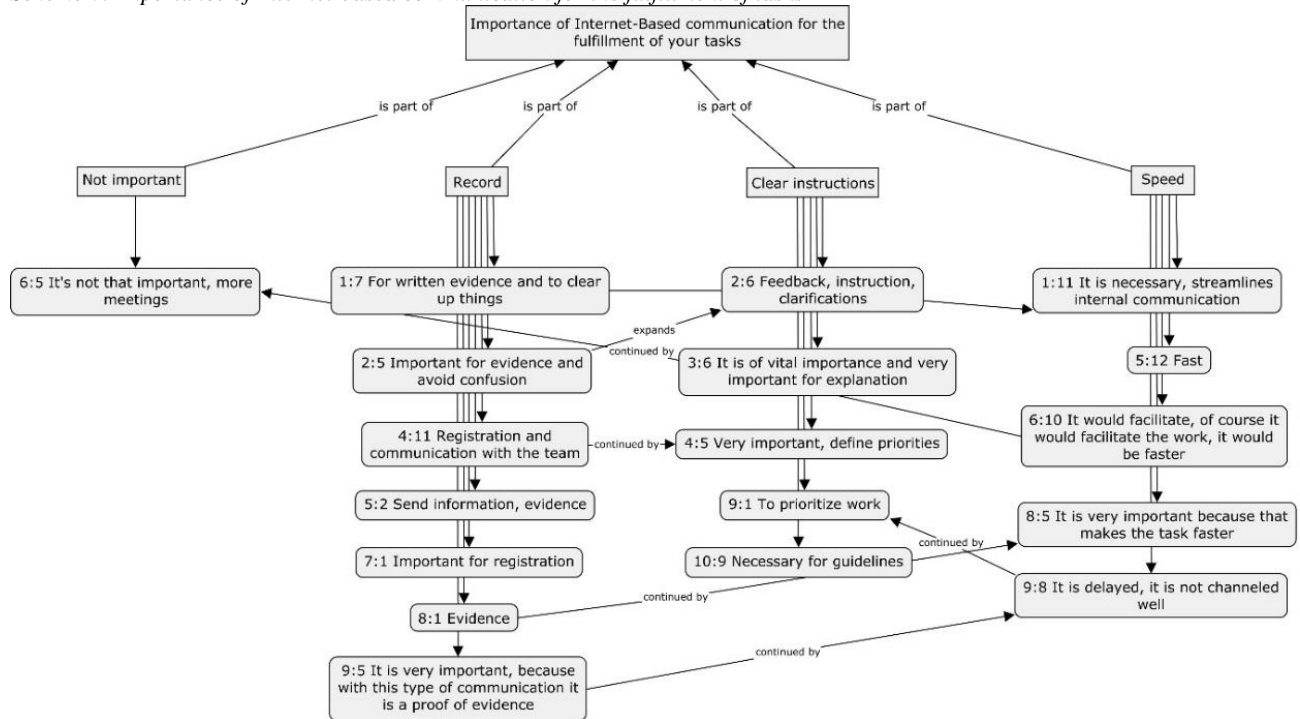 Importance of Internet-Based communication for the
fulfillment of your tasks
is part of
is part of
is part of
is part of
Not important
Record
Clear instructions
Speed
6:5 It's not that important, more
meetings
1:7 For written evidence and to clear
up things
2:6 Feedback, instruction,
clarifications
1:11 It is necessary, streamlines
internal communication
expands
continued by
2:5 Important for evidence and
avoid confusion
3:6 It is of vital importance and very
important for explanation
5:12 Fast
4:11 Registration and
communication with the team
continued by
4:5 Very important, define priorities
6:10 It would facilitate, of course it
would facilitate the work, it would
be faster
5:2 Send information, evidence
9:1 To prioritize work
8:5 It is very important because that
makes the task faster
continued by
7:1 Important for registration
10:9 Necessary for guidelines
9:8 It is delayed, it is not channeled
well
continued by
8:1 Evidence
continued by
9:5 It is very important, because
with this type of communication it
is a proof of evidence